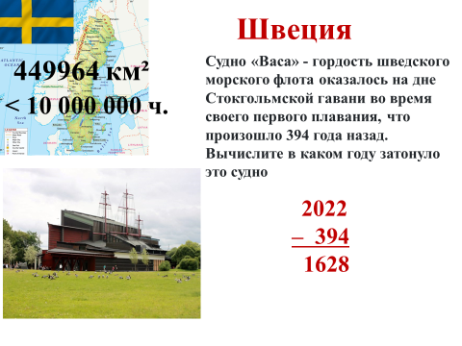 Швеция
449964 км²
< 10 000 000 ч.
Судно «Васа» - гордость шведского
морского флота оказалось на дне
Стокгольмской гавани во время
своего первого плавания, что
произошло 394 года назад.
Вычислите в каком году затонуло
это судно
2022
– 394
1628